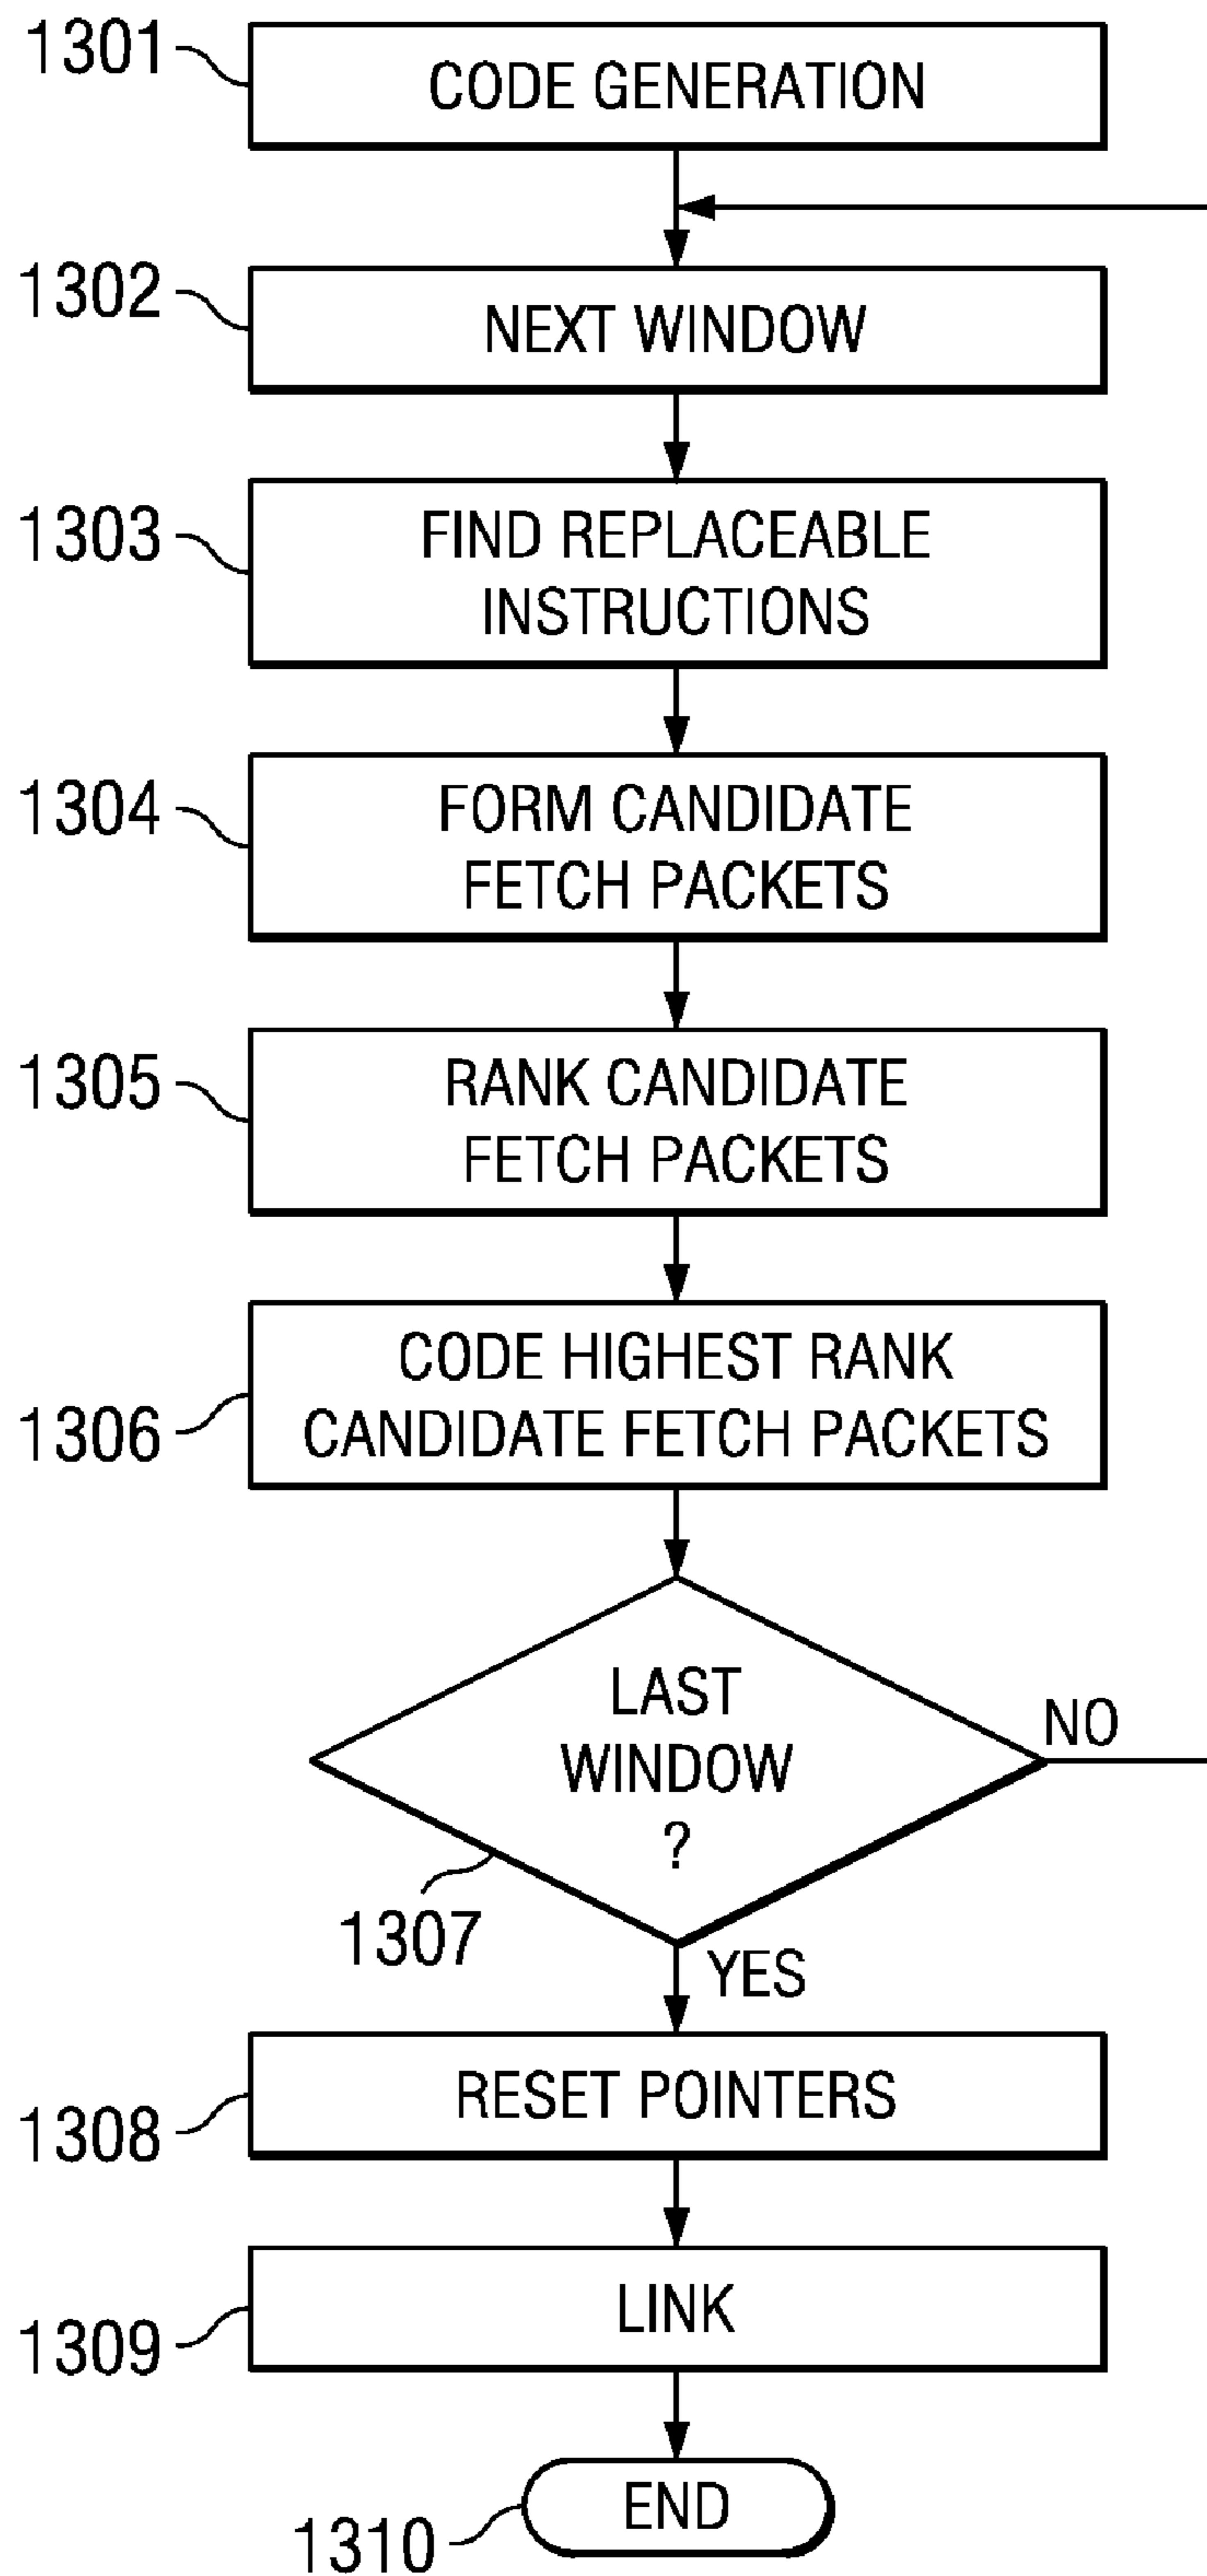 1301
CODE GENERATION
1302
NEXT WINDOW
1303
FIND REPLACEABLE
INSTRUCTIONS
1304
FORM CANDIDATE
FETCH PACKETS
1305
RANK CANDIDATE
FETCH PACKETS
1306
CODE HIGHEST RANK
CANDIDATE FETCH PACKETS
LAST
WINDOW
?
NO
1307
YES
1308
RESET POINTERS
1309
LINK
1310
END